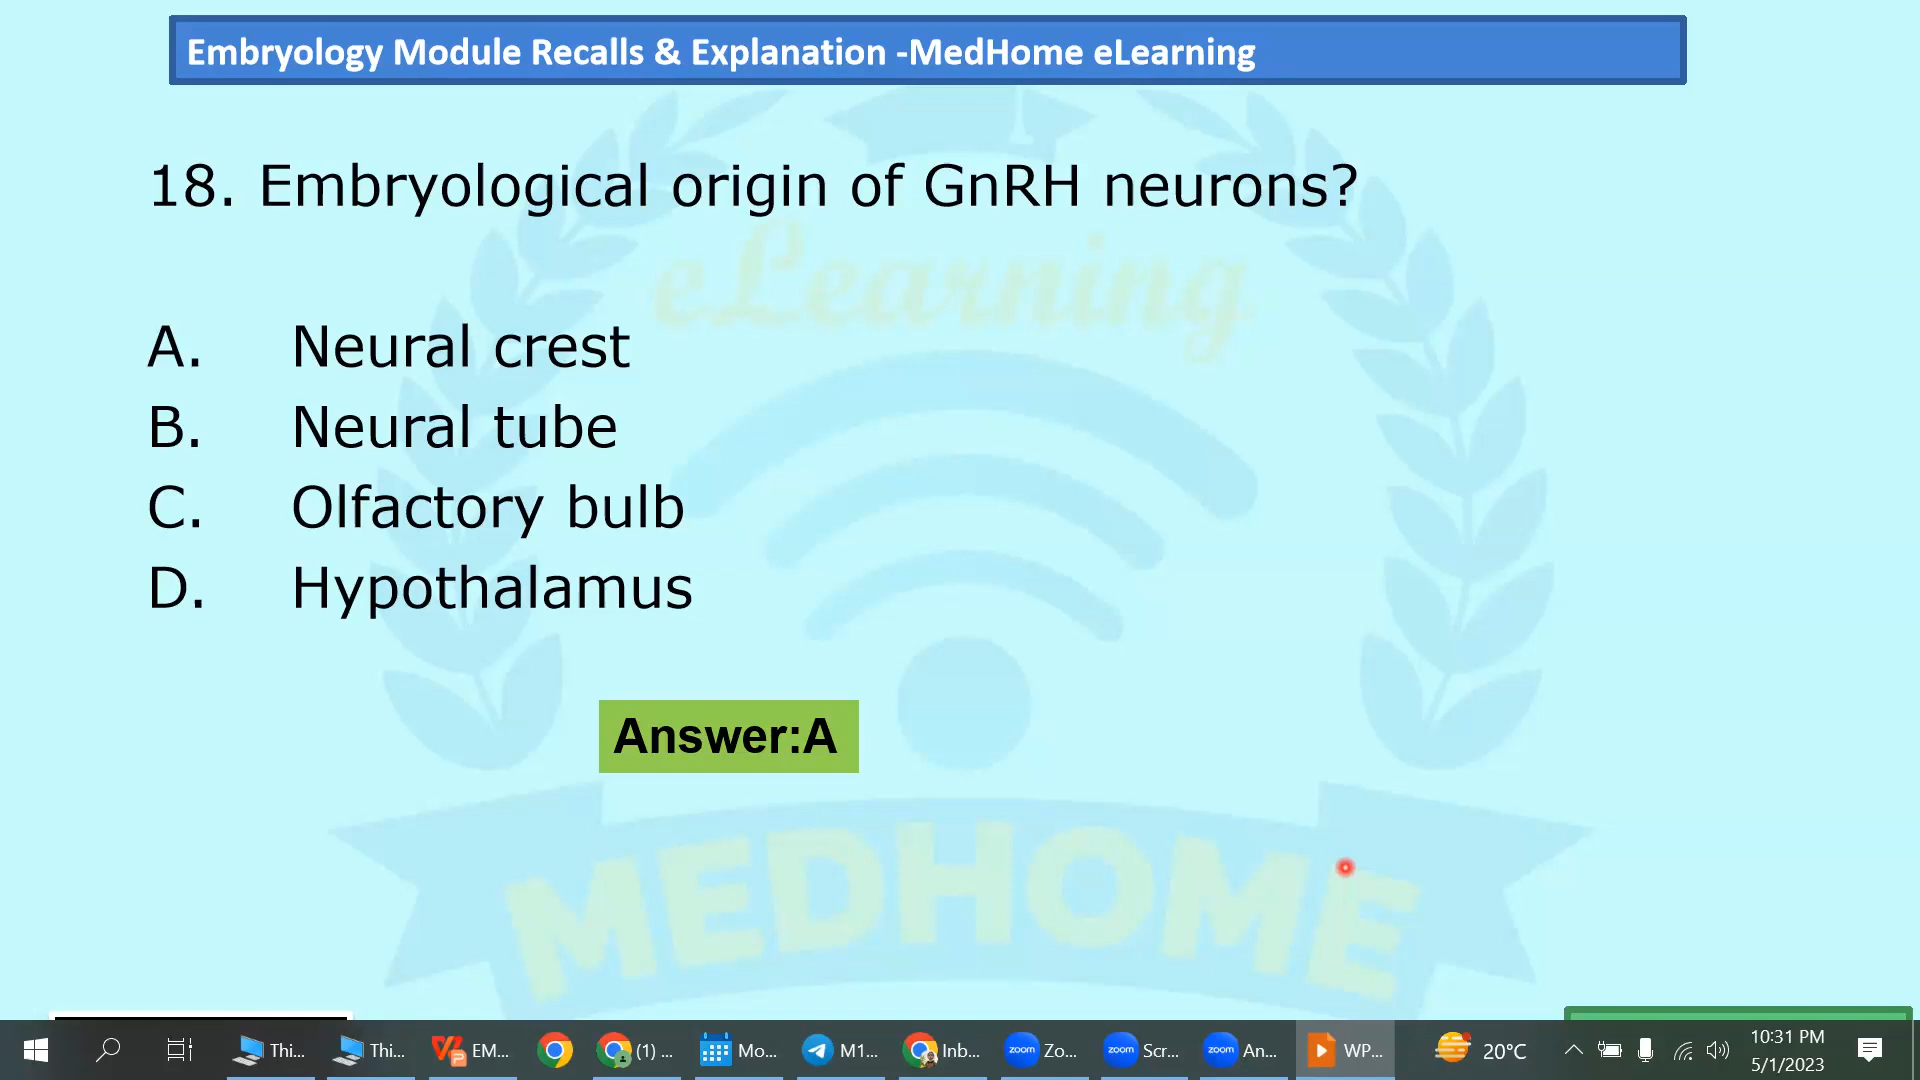 Embryology Module Recalls & Explanation -MedHome eLearning
18. Embryological origin of GnRH neurons?
eLearning
A. Neural crest
B. Neural tube
C. Olfactory bulb
D. Hypothalamus
Answer:A
MEDHOME
Thi...
Thi...
EM...
(1) ...
Mo...
M1...
Inb...
zoom Zo...
zoom Scr...
zoom An...
WP...
20°C
10:31 PM
5/1/2023